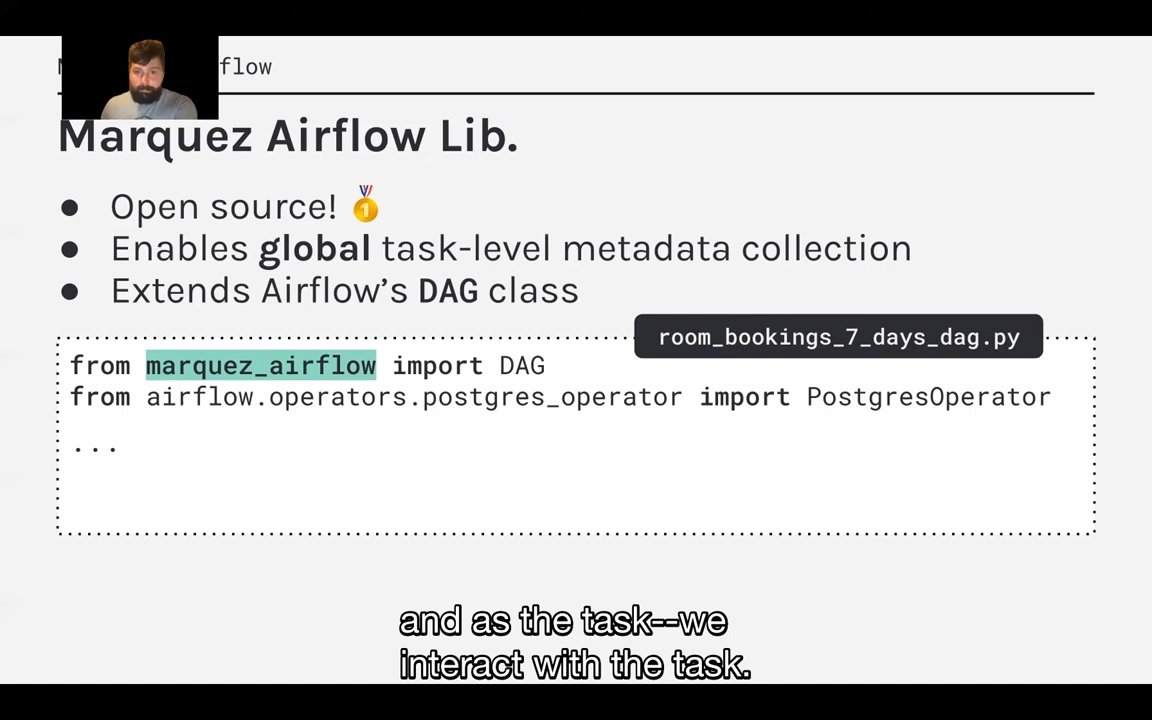 flow
Marquez Airflow Lib.
● Open source! 🥇
● Enables global task-level metadata collection
● Extends Airflow's DAG class
room_bookings_7_days_dag.py
from marquez_airflow import DAG
from airflow.operators.postgres_operator import PostgresOperator
...
and as the task--we
interact with the task.